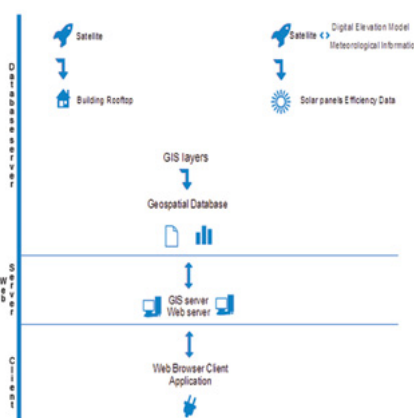 Database server
Satellite
Building Rooftop
Satellite <>
Digital Elevation Model
Meteorological Informatio
Solar panels Efficiency Data
GIS layers
Geospatial Database
Web Server
GIS server
Web server
Client
Web Browser Client
Application